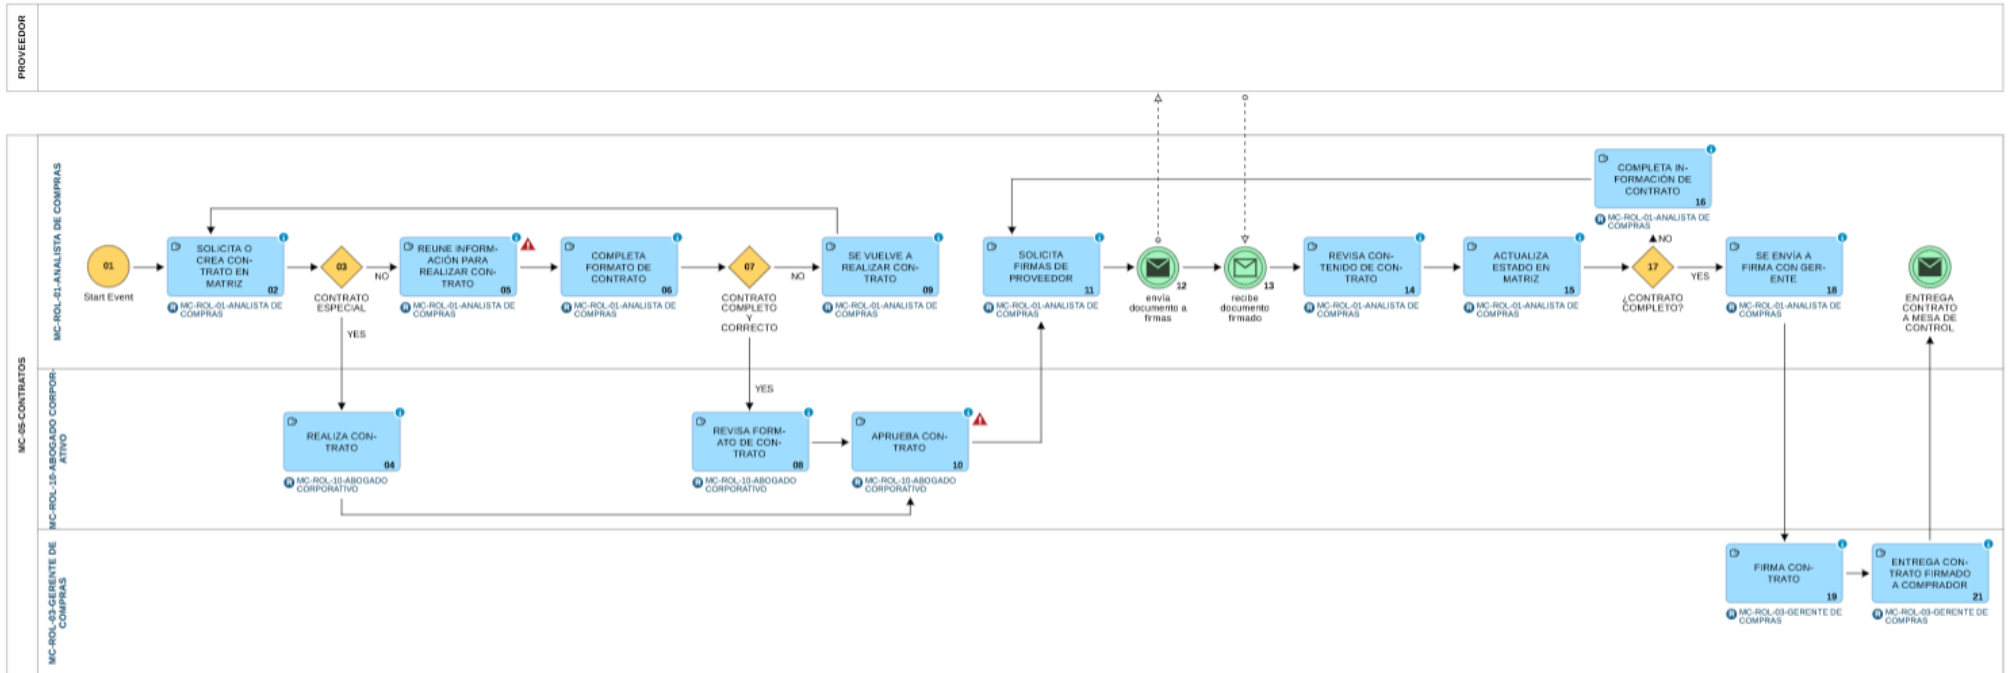 PROVEEDOR
MC-05-CONTRATOS
MC-ROL-01-ANALISTA DE COMPRAS
01
Start Event
SOLICITA O
CREA CON-
TRATO EN
MATRIZ
02
MC-ROL-01-ANALISTA DE
COMPRAS
03
CONTRATO
ESPECIAL
NO
YES
REUNE INFORM-
ACIÓN PARA
REALIZAR CON-
TRATO
05
MC-ROL-01-ANALISTA DE
COMPRAS
COMPLETA
FORMATO DE
CONTRATO
06
MC-ROL-01-ANALISTA DE
COMPRAS
07
CONTRATO
COMPLETO
Y
CORRECTO
NO
YES
SE VUELVE A
REALIZAR CON-
TRATO
09
MC-ROL-01-ANALISTA DE
COMPRAS
SOLICITA
FIRMAS DE
PROVEEDOR
11
MC-ROL-01-ANALISTA DE
COMPRAS
12
envía
documento a
firmas
13
recibe
documento
firmado
REVISA CON-
TENIDO DE CON-
TRATO
14
MC-ROL-01-ANALISTA DE
COMPRAS
ACTUALIZA
ESTADO EN
MATRIZ
15
MC-ROL-01-ANALISTA DE
COMPRAS
COMPLETA IN-
FORMACIÓN DE
CONTRATO
16
MC-ROL-01-ANALISTA DE
COMPRAS
NO
17
¿CONTRATO
COMPLETO?
YES
SE ENVÍA A
FIRMA CON GER-
ENTE
18
MC-ROL-01-ANALISTA DE
COMPRAS
ENTREGA
CONTRATO
A MESA DE
CONTROL
MC-ROL-10-ABOGADO CORPOR-
ATIVO
REALIZA CON-
TRATO
04
MC-ROL-10-ABOGADO
CORPORATIVO
REVISA FORM-
ATO DE CON-
TRATO
08
MC-ROL-10-ABOGADO
CORPORATIVO
APRUEBA CON-
TRATO
10
MC-ROL-10-ABOGADO
CORPORATIVO
MC-ROL-03-GERENTE DE
COMPRAS
FIRMA CON-
TRATO
19
MC-ROL-03-GERENTE DE
COMPRAS
ENTREGA CON-
TRATO FIRMADO
A COMPRADOR
21
MC-ROL-03-GERENTE DE
COMPRAS